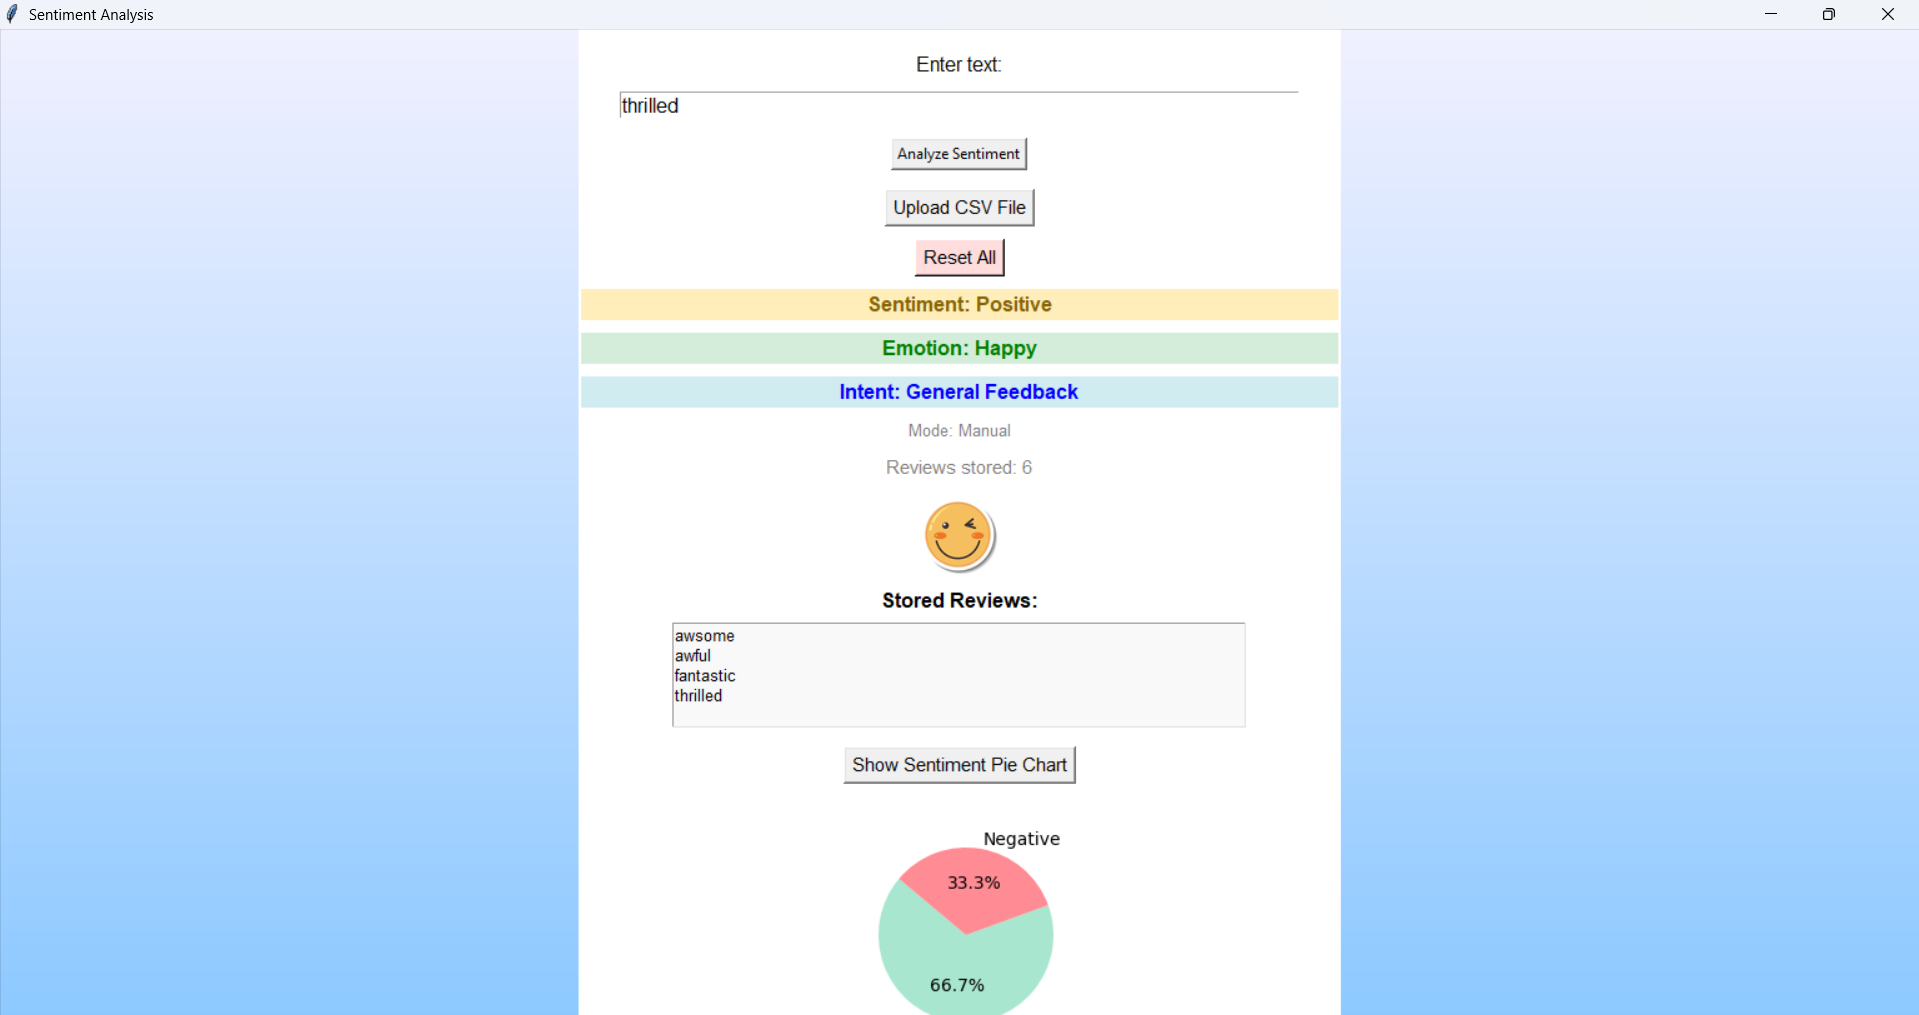 Sentiment Analysis
Enter text:
thrilled
Analyze Sentiment
Upload CSV File
Reset All
Sentiment: Positive
Emotion: Happy
Intent: General Feedback
Mode: Manual
Reviews stored: 6
Stored Reviews:
awsome
awful
fantastic
thrilled
Show Sentiment Pie Chart
Negative
33.3%
66.7%